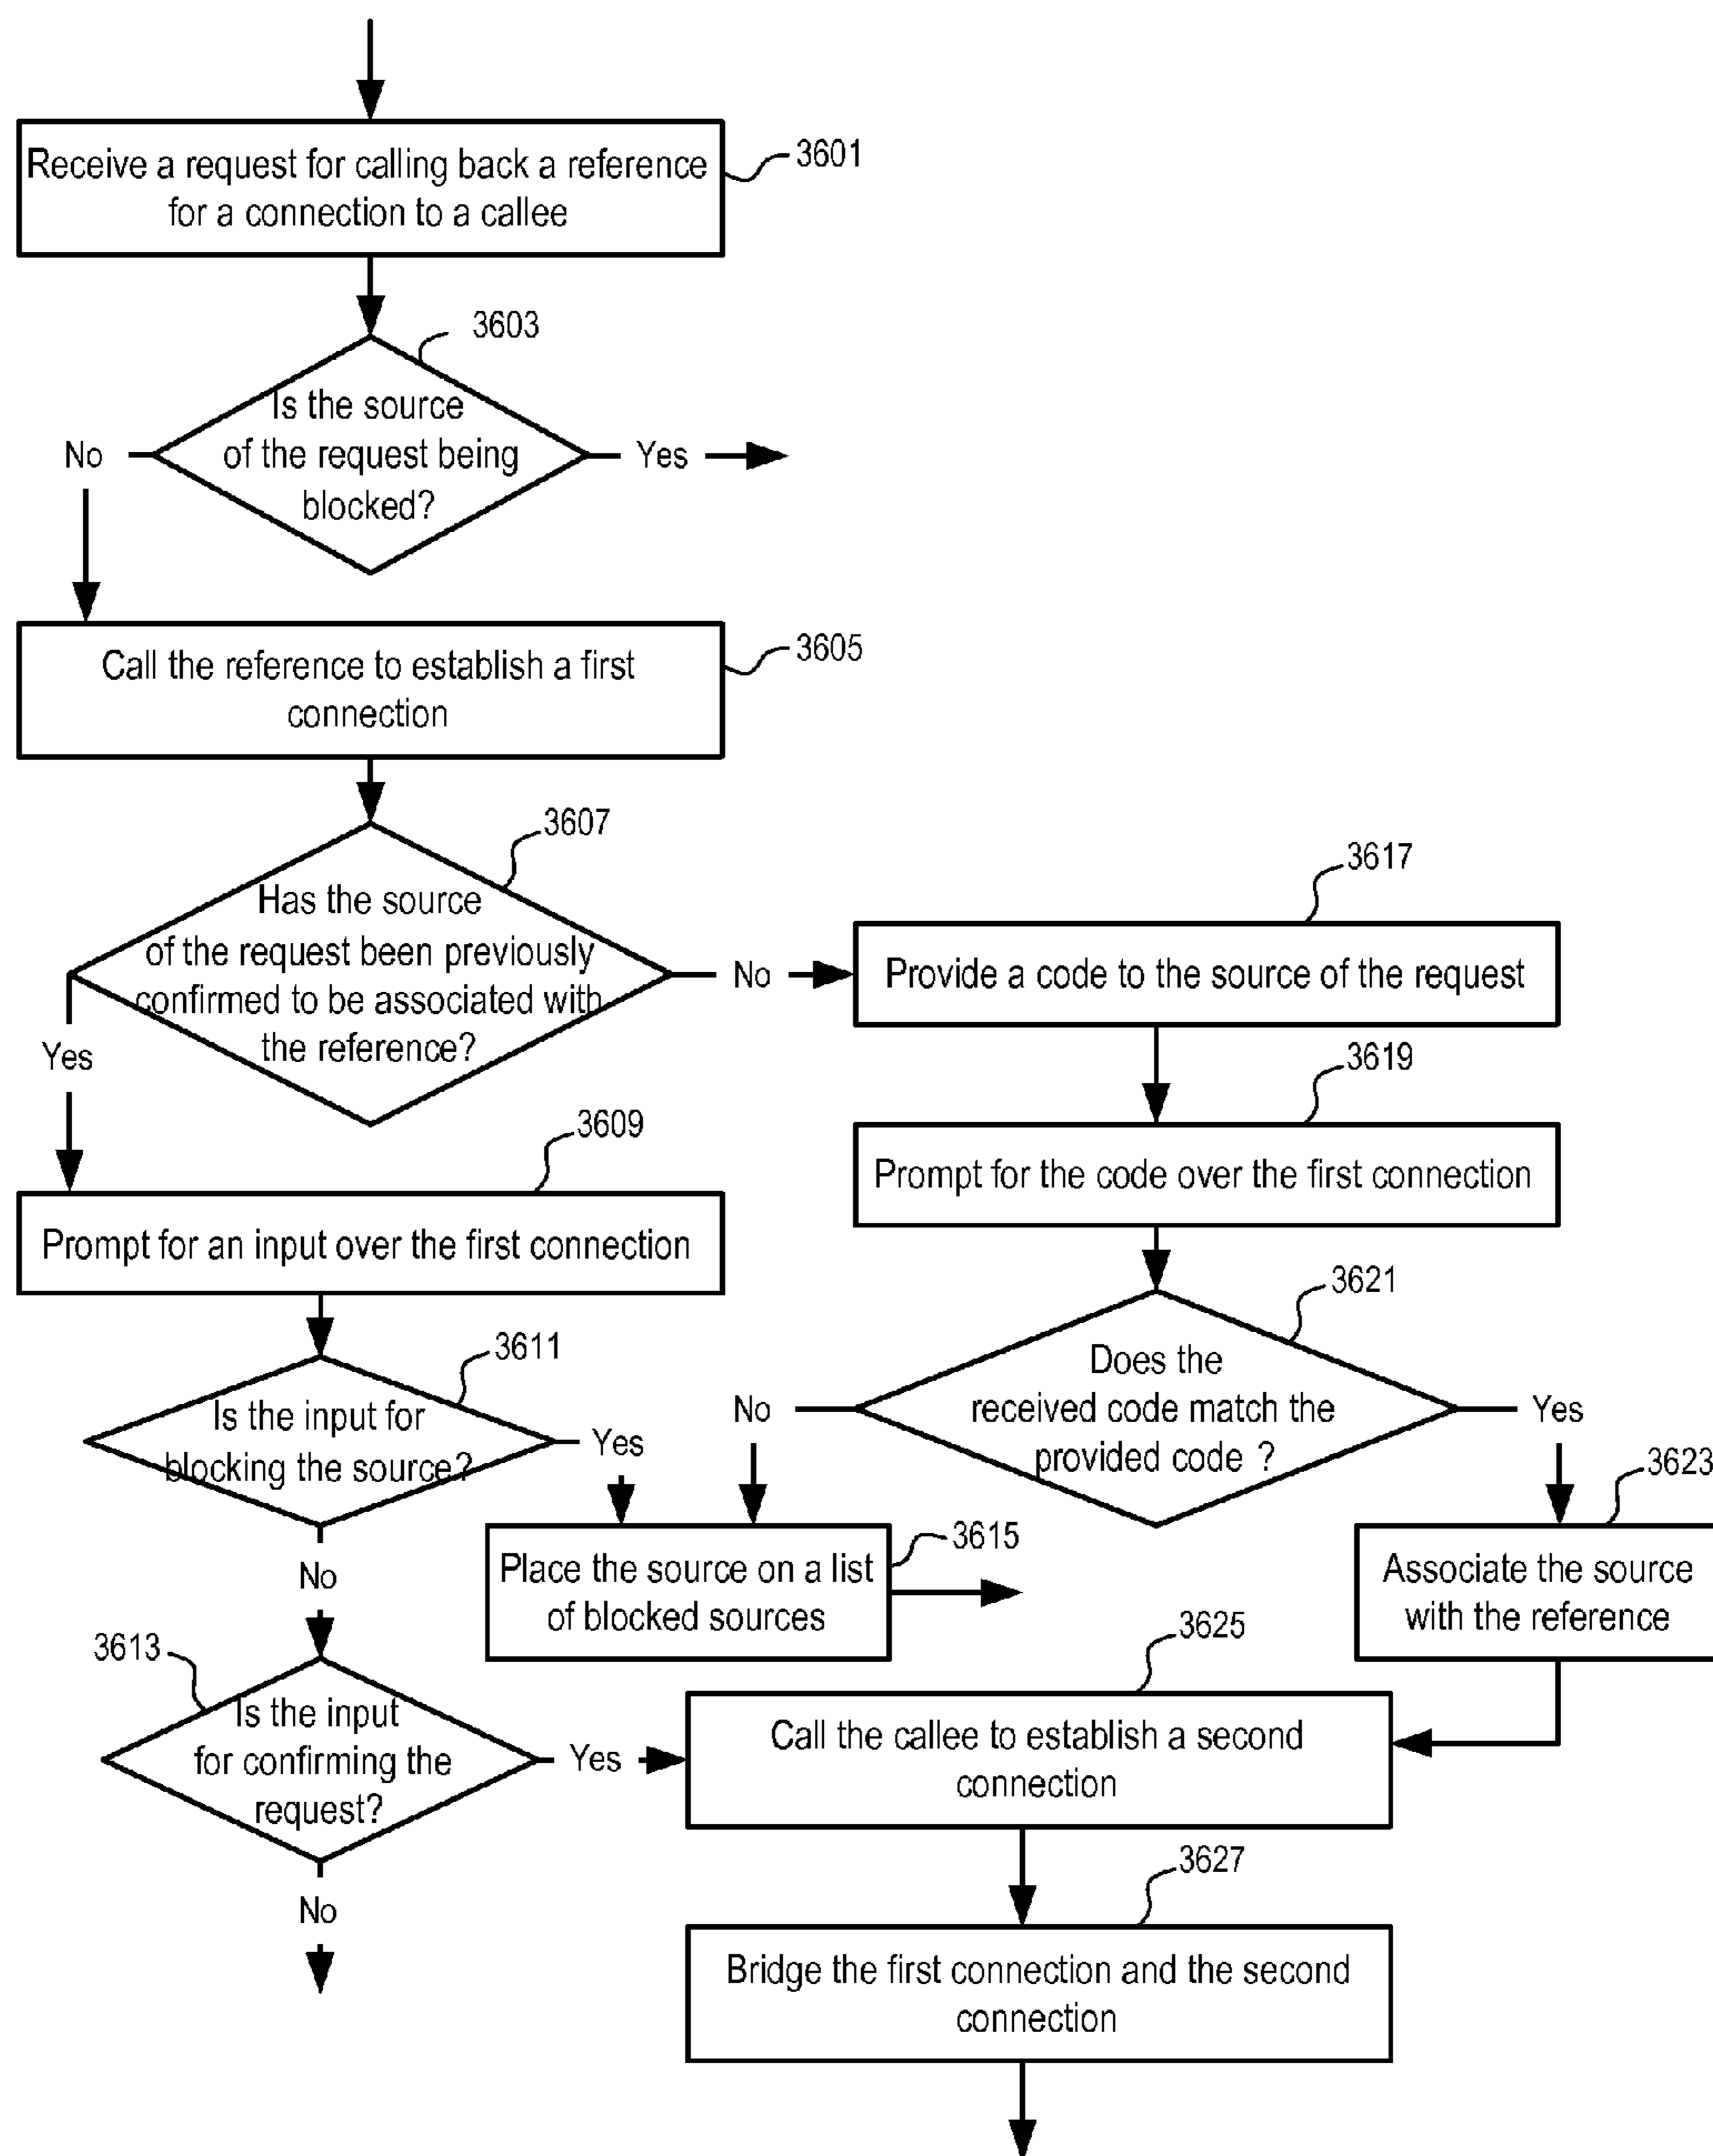 Receive a request for calling back a reference
for a connection to a callee
3601
3603
Is the source
of the request being
blocked?
No
Yes
Call the reference to establish a first
connection
3605
3607
Has the source
of the request been previously
confirmed to be associated with
the reference?
No
Yes
3617
Provide a code to the source of the request
3619
Prompt for the code over the first connection
3609
Prompt for an input over the first connection
3611
Is the input for
blocking the source?
Yes
No
3621
Does the
received code match the
provided code ?
No
Yes
3615
Place the source on a list
of blocked sources
3623
Associate the source
with the reference
3613
Is the input
for confirming the
request?
Yes
No
3625
Call the callee to establish a second
connection
3627
Bridge the first connection and the second
connection